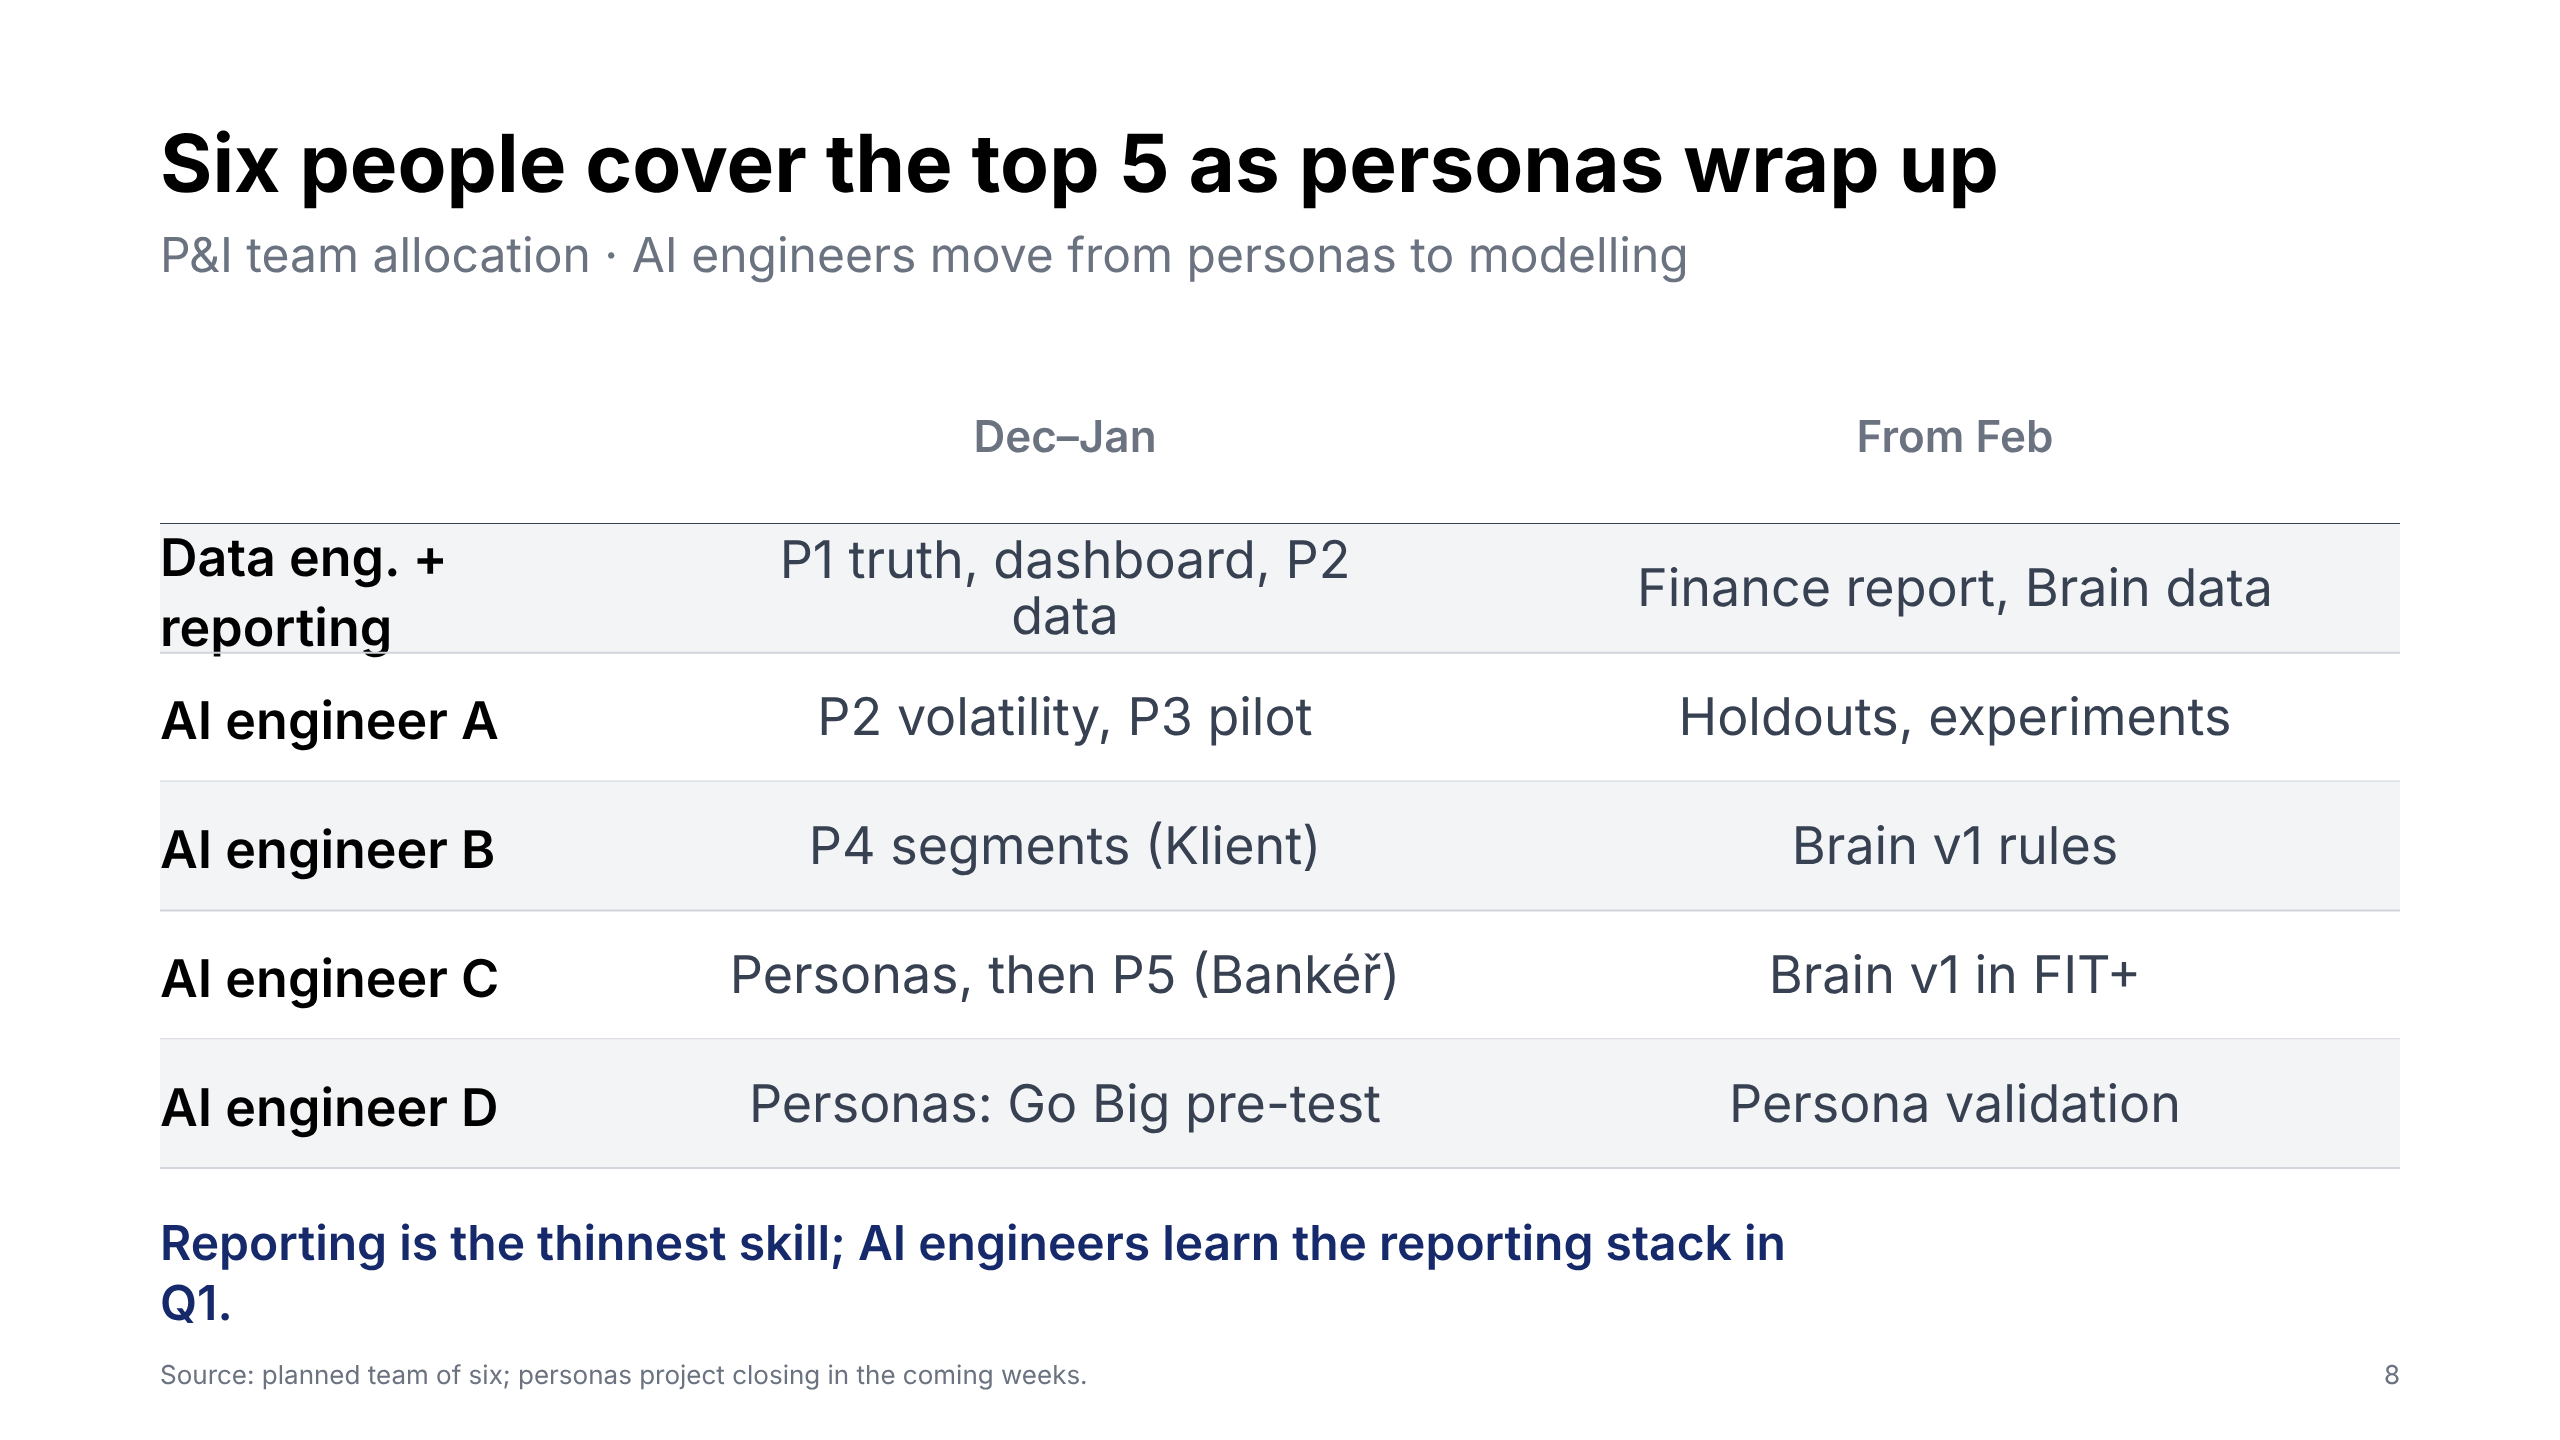 Six people cover the top 5 as personas wrap up
P&I team allocation · AI engineers move from personas to modelling
Dec–Jan From Feb
Data eng. +
reporting
P1 truth, dashboard, P2
data
Finance report, Brain data
AI engineer A P2 volatility, P3 pilot Holdouts, experiments
AI engineer B P4 segments (Klient) Brain v1 rules
AI engineer C Personas, then P5 (Bankéř) Brain v1 in FIT+
AI engineer D Personas: Go Big pre-test Persona validation
Reporting is the thinnest skill; AI engineers learn the reporting stack in
Q1.
Source: planned team of six; personas project closing in the coming weeks. 8